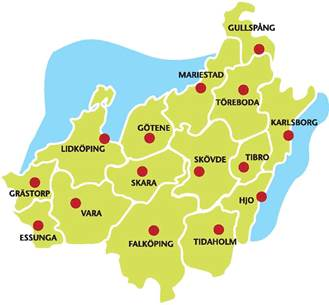 GULLSPÅNG
MARIESTAD
TÖREBODA
KARLSBORG
GÖTENE
LIDKÖPING
TIBRO
SKÖVDE
SKARA
GRÄSTORP
HJO
VARA
ESSUNGA
FALKÖPING
TIDAHOLM